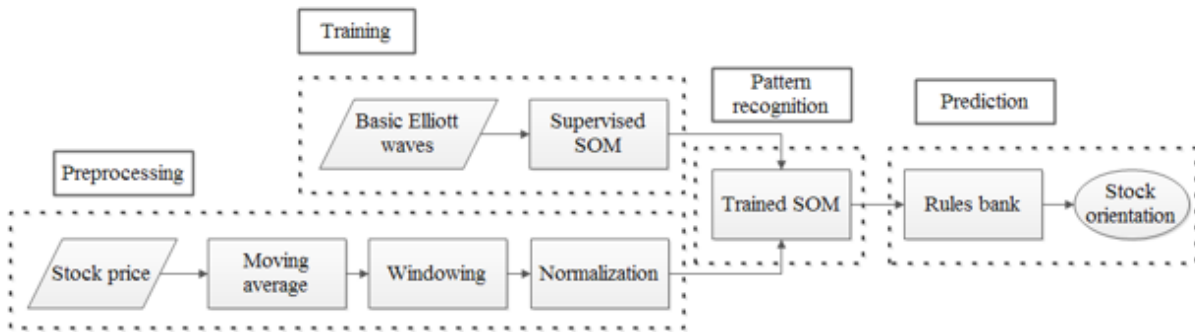 Training
Basic Elliott
waves
Supervised
SOM
Pattern
recognition
Prediction
Preprocessing
Trained SOM
Rules bank
Stock
orientation
Stock price
Moving
average
Windowing
Normalization